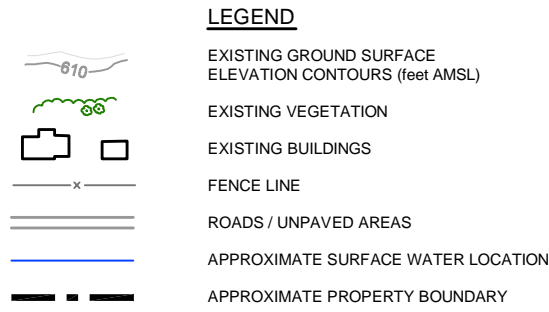 LEGEND
610
EXISTING GROUND SURFACE
ELEVATION CONTOURS (feet AMSL)
EXISTING VEGETATION
EXISTING BUILDINGS
x
FENCE LINE
ROADS / UNPAVED AREAS
APPROXIMATE SURFACE WATER LOCATION
APPROXIMATE PROPERTY BOUNDARY